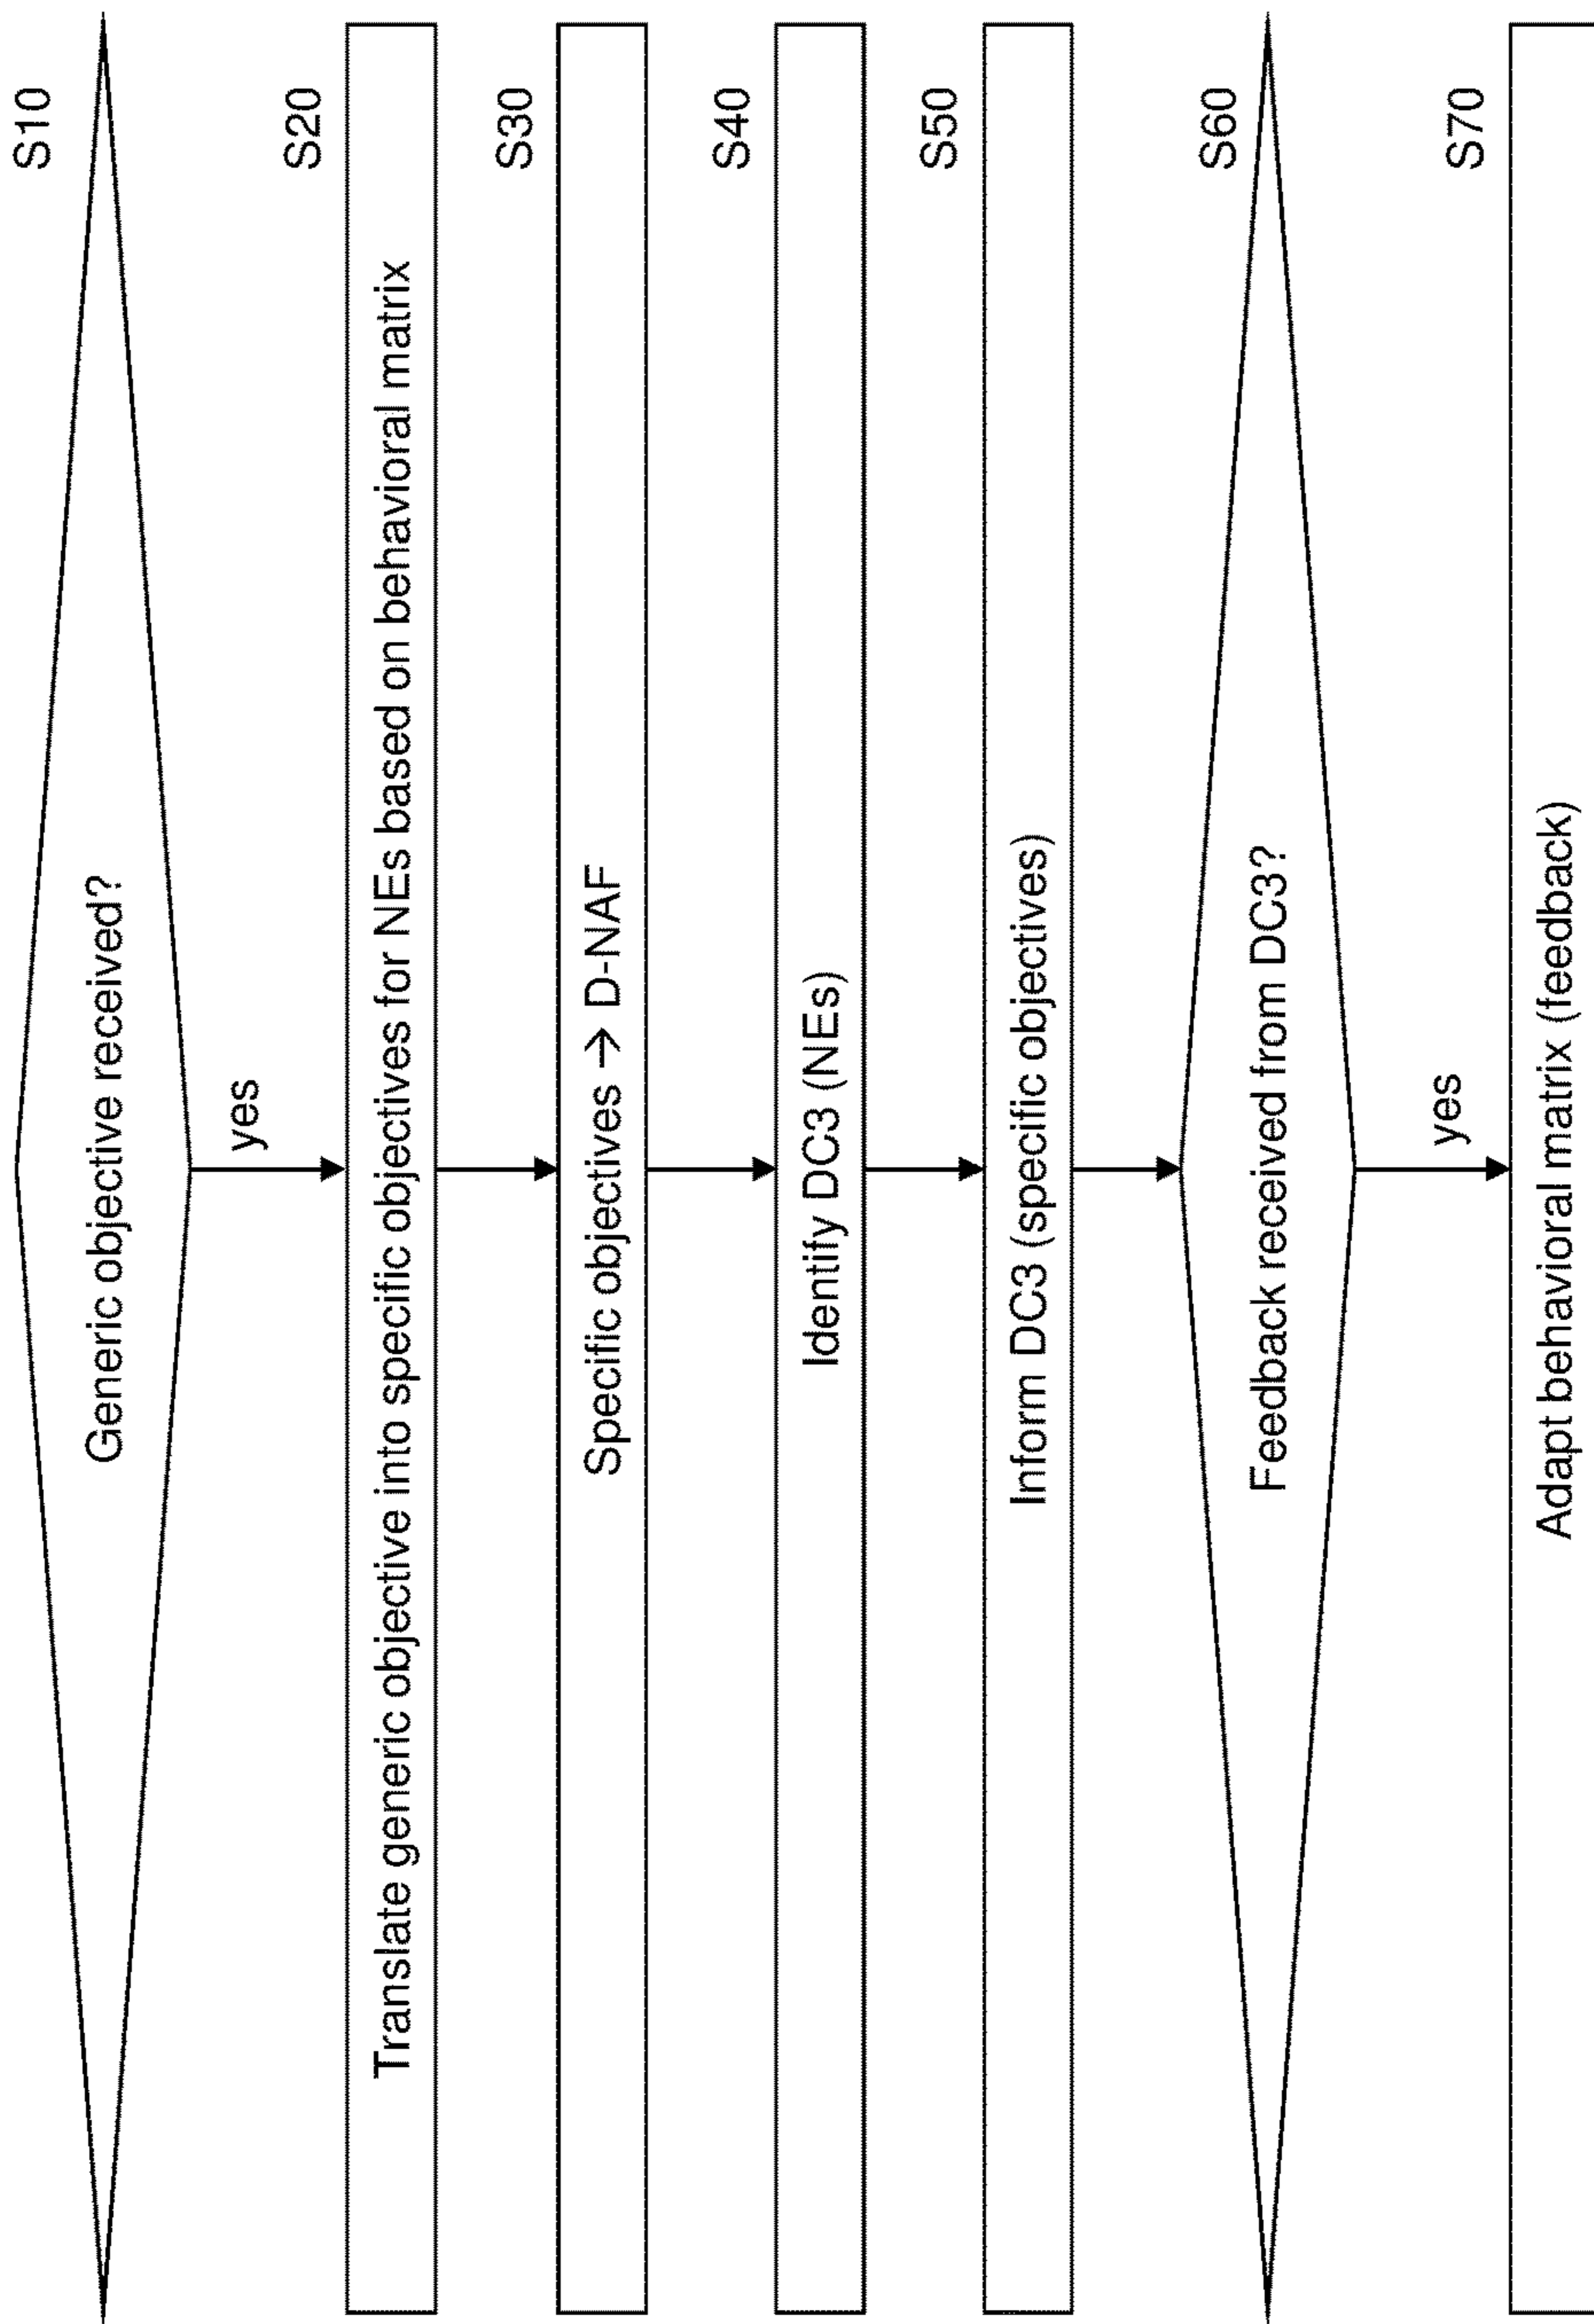 S10
Generic objective received?
yes
S20
Translate generic objective into specific objectives for NEs based on behavioral matrix
S30
Specific objectives → D-NAF
S40
Identify DC3 (NEs)
S50
Inform DC3 (specific objectives)
S60
Feedback received from DC3?
yes
S70
Adapt behavioral matrix (feedback)